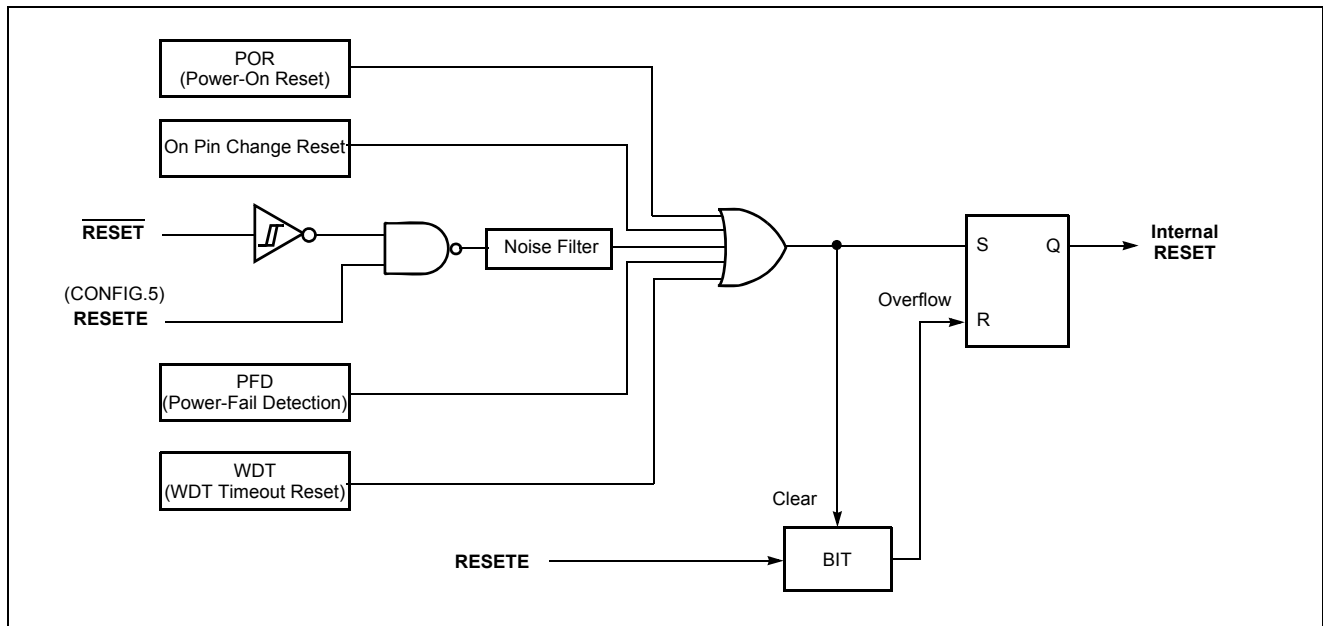 POR
(Power-On Reset)
On Pin Change Reset
RESET
Noise Filter
(CONFIG.5)
RESETE
PFD
(Power-Fail Detection)
WDT
(WDT Timeout Reset)
S
Q
R
Internal
RESET
Overflow
Clear
RESETE
BIT